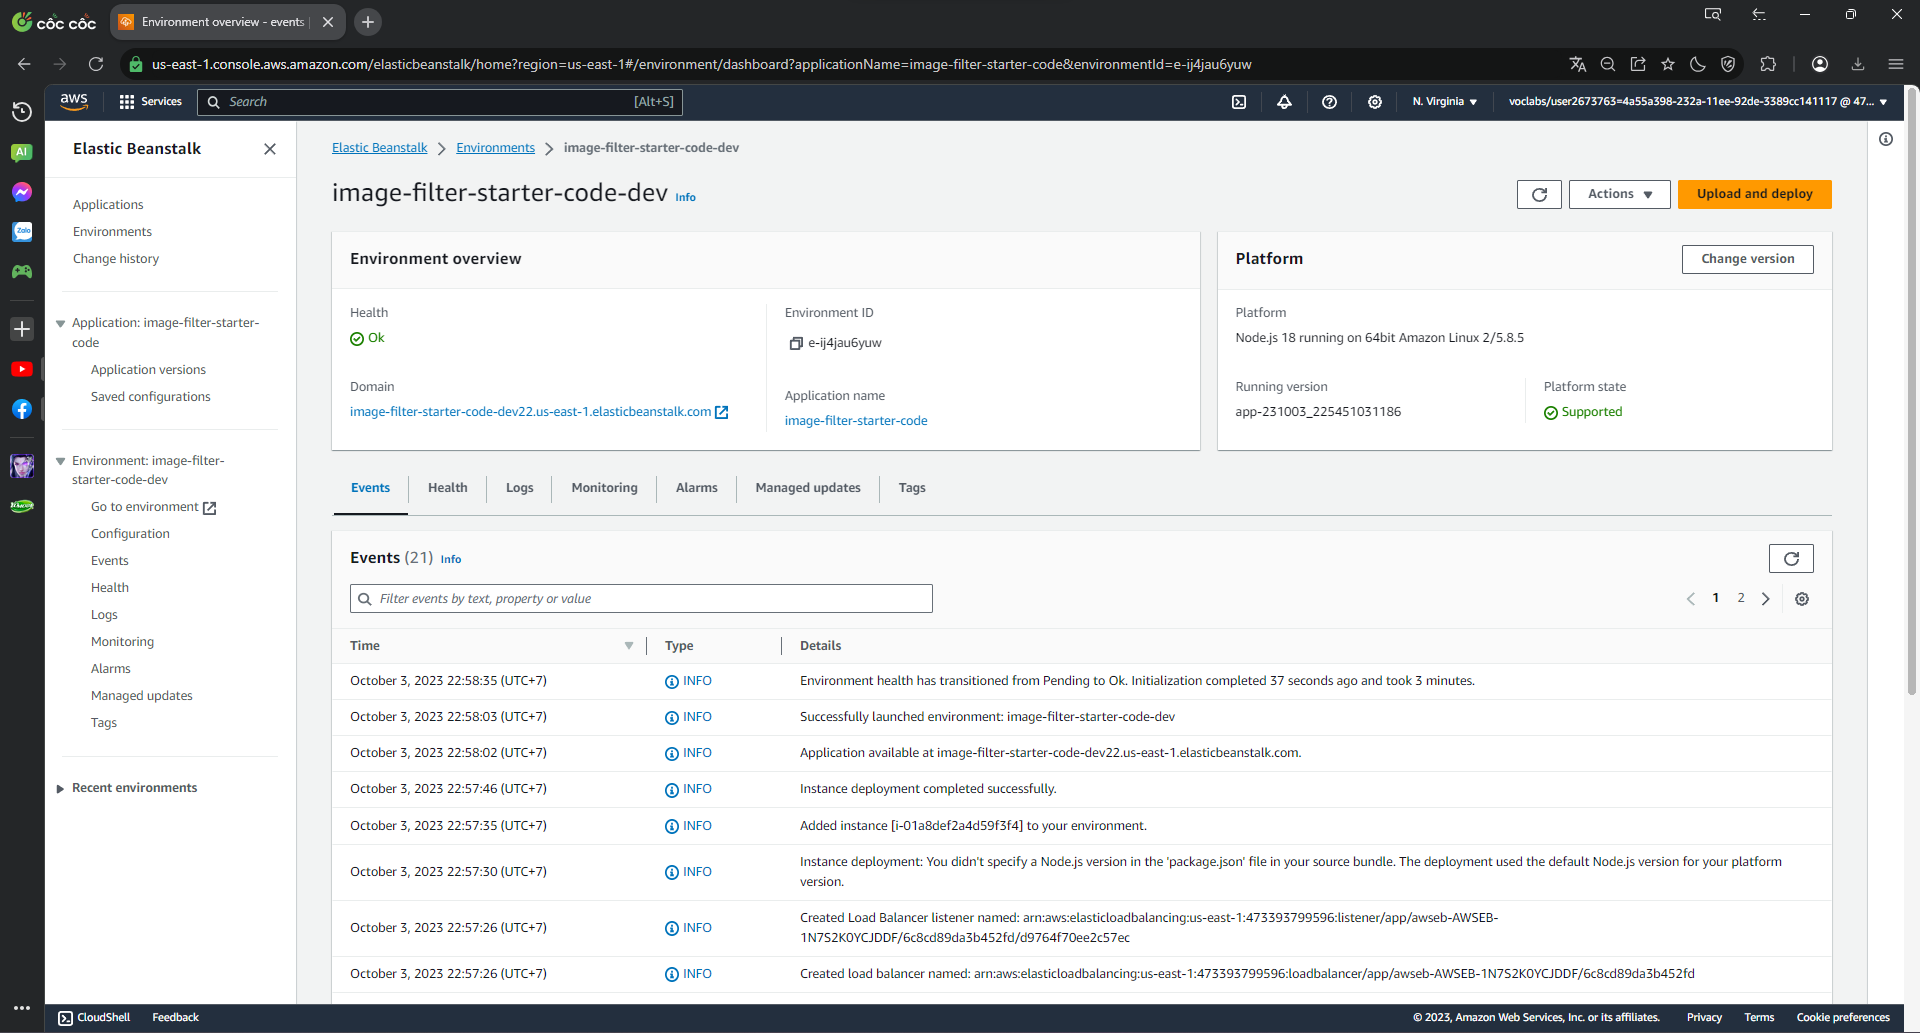 cốc cốc
Environment overview - events
us-east-1.console.aws.amazon.com/elasticbeanstalk/home?region=us-east-1#/environment/dashboard?applicationName=image-filter-starter-code&environmentId=e-ij4jau6yuw
aws
Services
Search
[Alt+S]
N. Virginia
voclabs/user2673763=4a55a398-232a-11ee-92de-3389cc141117 @ 47...
AI
Zalo
Elastic Beanstalk
Applications
Environments
Change history
Application: image-filter-starter-
code
Application versions
Saved configurations
Environment: image-filter-
starter-code-dev
Go to environment
Configuration
Events
Health
Logs
Monitoring
Alarms
Managed updates
Tags
Recent environments
Elastic Beanstalk
Environments
image-filter-starter-code-dev
image-filter-starter-code-dev Info
Actions
Upload and deploy
Environment overview
Health
Ok
Domain
image-filter-starter-code-dev22.us-east-1.elasticbeanstalk.com
Environment ID
e-ij4jau6yuw
Application name
image-filter-starter-code
Platform
Change version
Platform
Node.js 18 running on 64bit Amazon Linux 2/5.8.5
Running version
app-231003_225451031186
Platform state
Supported
Events
Health
Logs
Monitoring
Alarms
Managed updates
Tags
Events (21) Info
Filter events by text, property or value
1
2
Time
Type
Details
October 3, 2023 22:58:35 (UTC+7) INFO Environment health has transitioned from Pending to Ok. Initialization completed 37 seconds ago and took 3 minutes.
October 3, 2023 22:58:03 (UTC+7) INFO Successfully launched environment: image-filter-starter-code-dev
October 3, 2023 22:58:02 (UTC+7) INFO Application available at image-filter-starter-code-dev22.us-east-1.elasticbeanstalk.com.
October 3, 2023 22:57:46 (UTC+7) INFO Instance deployment completed successfully.
October 3, 2023 22:57:35 (UTC+7) INFO Added instance [i-01a8def2a4d59f3f4] to your environment.
October 3, 2023 22:57:30 (UTC+7) INFO Instance deployment: You didn't specify a Node.js version in the 'package.json' file in your source bundle. The deployment used the default Node.js version for your platform
version.
October 3, 2023 22:57:26 (UTC+7) INFO Created Load Balancer listener named: arn:aws:elasticloadbalancing:us-east-1:473393799596:listener/app/awseb-AWSEB-
1N7S2K0YCJDDF/6c8cd89da3b452fd/d9764f70ee2c57ec
October 3, 2023 22:57:26 (UTC+7) INFO Created load balancer named: arn:aws:elasticloadbalancing:us-east-1:473393799596:loadbalancer/app/awseb-AWSEB-1N7S2K0YCJDDF/6c8cd89da3b452fd
CloudShell
Feedback
© 2023, Amazon Web Services, Inc. or its affiliates.
Privacy
Terms
Cookie preferences